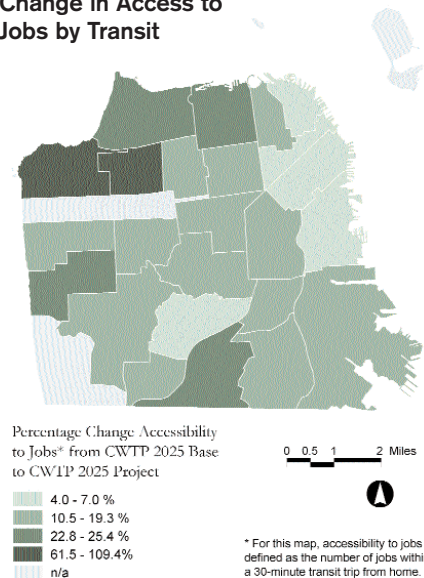 Change in Access to
Jobs by Transit
Percentage Change Accessibility
to Jobs* from CWTP 2025 Base
to CWTP 2025 Project
4.0 - 7.0 %
10.5 - 19.3 %
22.8 - 25.4 %
61.5 - 109.4%
n/a
0 0.5 1 2 Miles
* For this map, accessibility to jobs
defined as the number of jobs withi
a 30-minute transit trip from home.